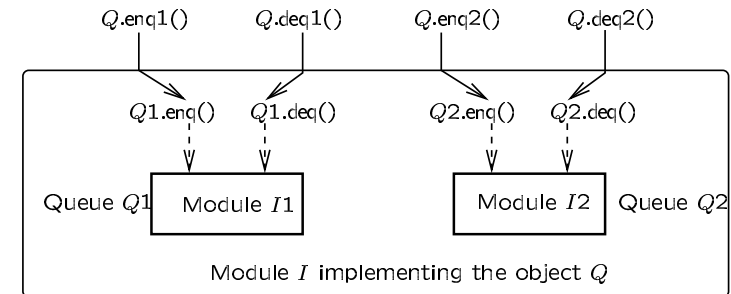 Q.enq1() Q.deq1() Q.enq2() Q.deq2()
Q1.enq() Q1.deq() Q2.enq() Q2.deq()
Queue Q1 Module I1 Module I2 Queue Q2
Module I implementing the object Q